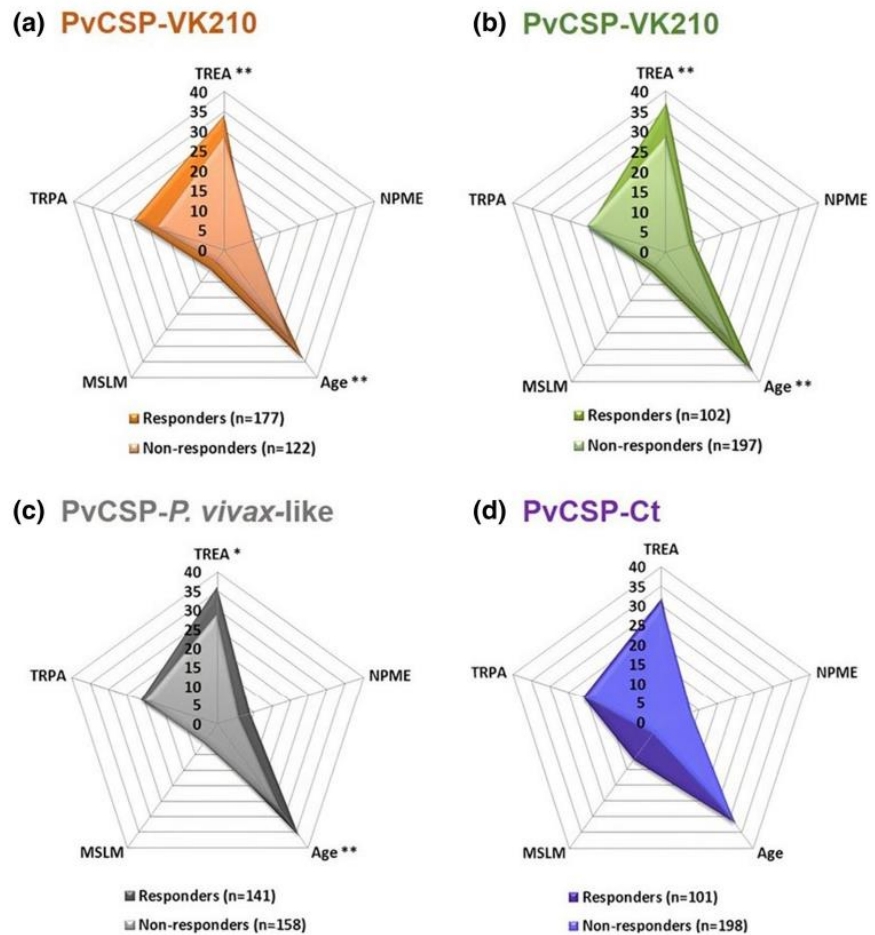 (a) PvCSP-VK210
TREA **
40
35
30
25
20
15
10
5
0
TRPA
NPME
MSLM
Age **
Responders (n=177)
Non-responders (n=122)
(b) PvCSP-VK210
TREA **
40
35
30
25
20
15
10
5
0
TRPA
NPME
MSLM
Age **
Responders (n=102)
Non-responders (n=197)
(c) PvCSP-P. vivax-like
TREA *
40
35
30
25
20
15
10
5
0
TRPA
NPME
MSLM
Age **
Responders (n=141)
Non-responders (n=158)
(d) PvCSP-Ct
TREA
40
35
30
25
20
15
10
5
0
TRPA
NPME
MSLM
Age
Responders (n=101)
Non-responders (n=198)